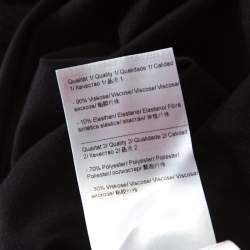 Qualität 1/ Quality 1/ Qualidade 1/ Calidad
1/ Качество 1/ 品质 1
- 90% Viskose/ Viscose/ Viscose/
viscosa/ вискоза/ 粘胶纤维
- 10% Elasthan/ Elastane/ Elastano/ Fibra
sintética elástica/ эластан/
Qualität 2/ Quality 2/ Qualidade 2/ Calidad
2/ Качество 2/ 品质 2
- 70% Polyester/ Polyester/ Poliéster/
Poliéster/ полиэстер/ 聚酯纤维
- 30% Viskose/ Viscose/ Viscose/
viscosa/ вискоза/ 粘胶纤维